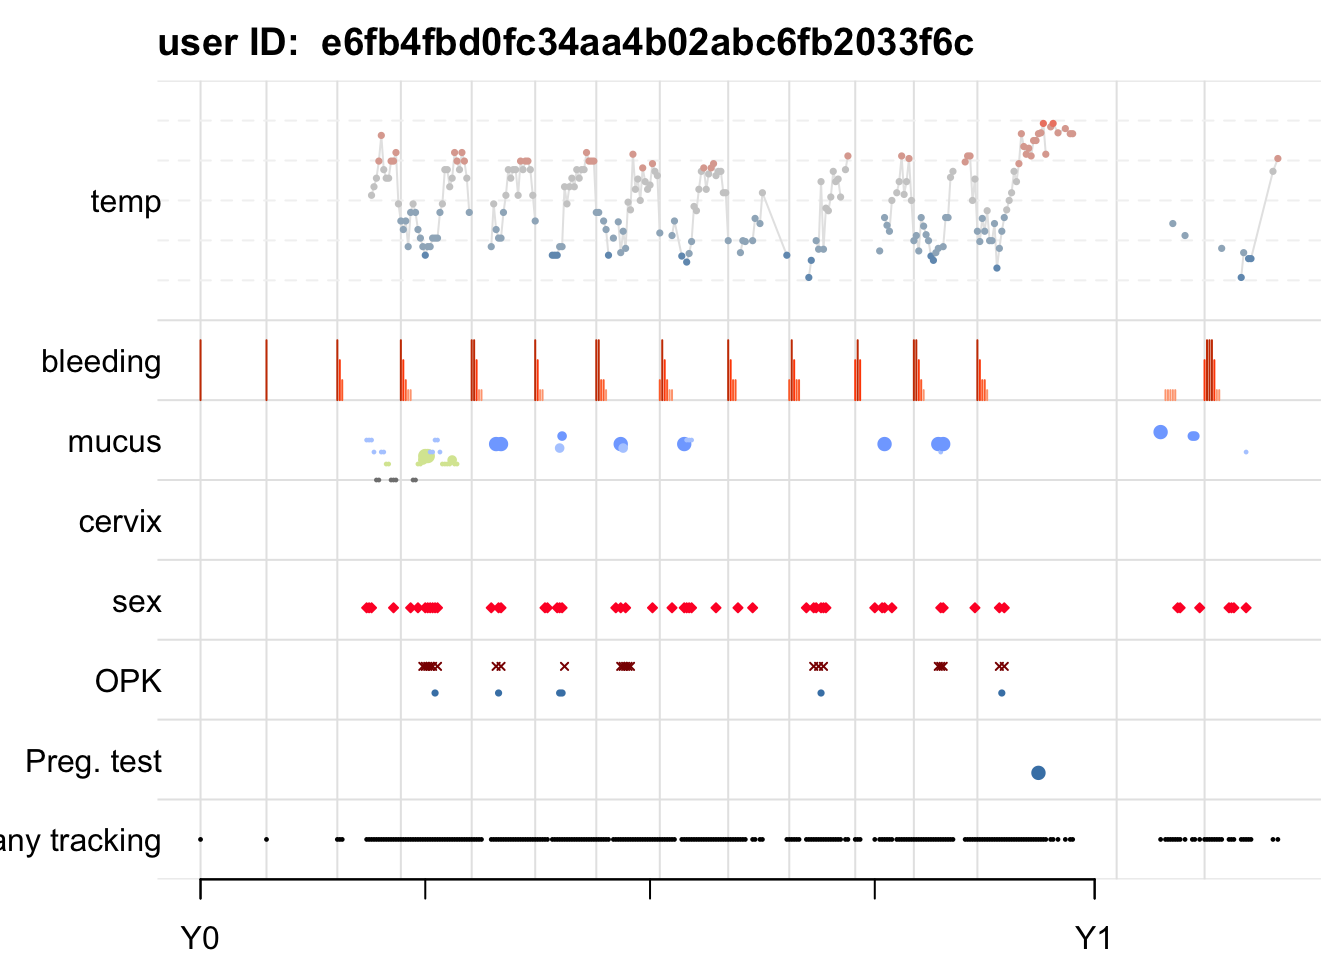 user ID:  e6fb4fbd0fc34aa4b02abc6fb2033f6c
temp
bleeding
mucus
cervix
sex
OPK
Preg. test
any tracking
Y0 Y1